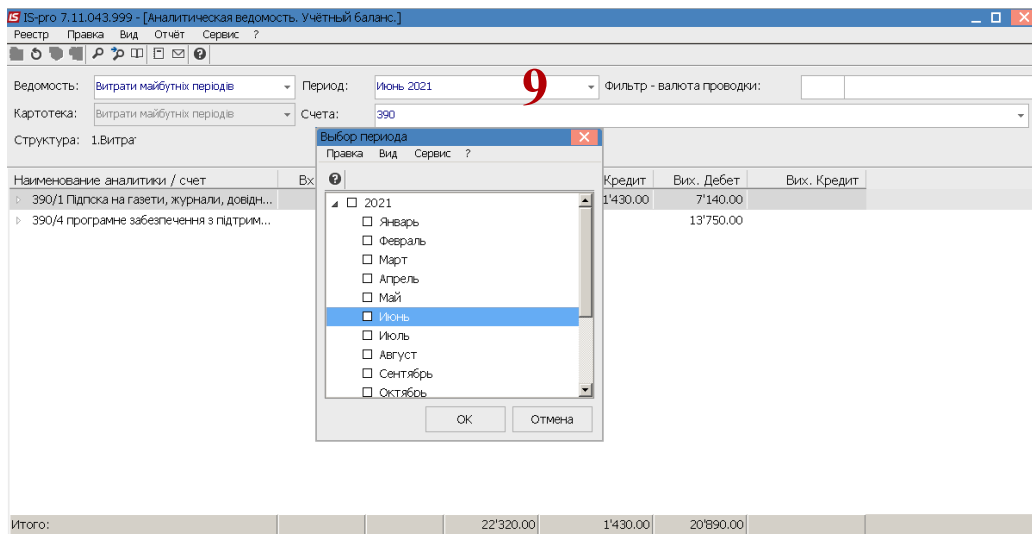 IS-pro 7.11.043.999 - [Аналитическая ведомость. Учётный баланс.]
Реестр Правка Вид Отчёт Сервис ?
Ведомость: Витрати майбутніх періодів Период: Июнь 2021 9 Фильтр - валюта проводки:
Картотека: Витрати майбутніх періодів Счета: 390
Структура: 1.Витра
Выбор периода
Правка Вид Сервис ?
Наименование аналитики / счет Вх Кредит Вих. Дебет Вих. Кредит
390/1 Підпска на газети, журнали, довідн... 1'430.00 7'140.00
390/4 програмне забезпечення з підтрим... 13'750.00
2021
Январь
Февраль
Март
Апрель
Май
Июнь
Июль
Август
Сентябрь
Октябрь
OK Отмена
Итого: 22'320.00 1'430.00 20'890.00